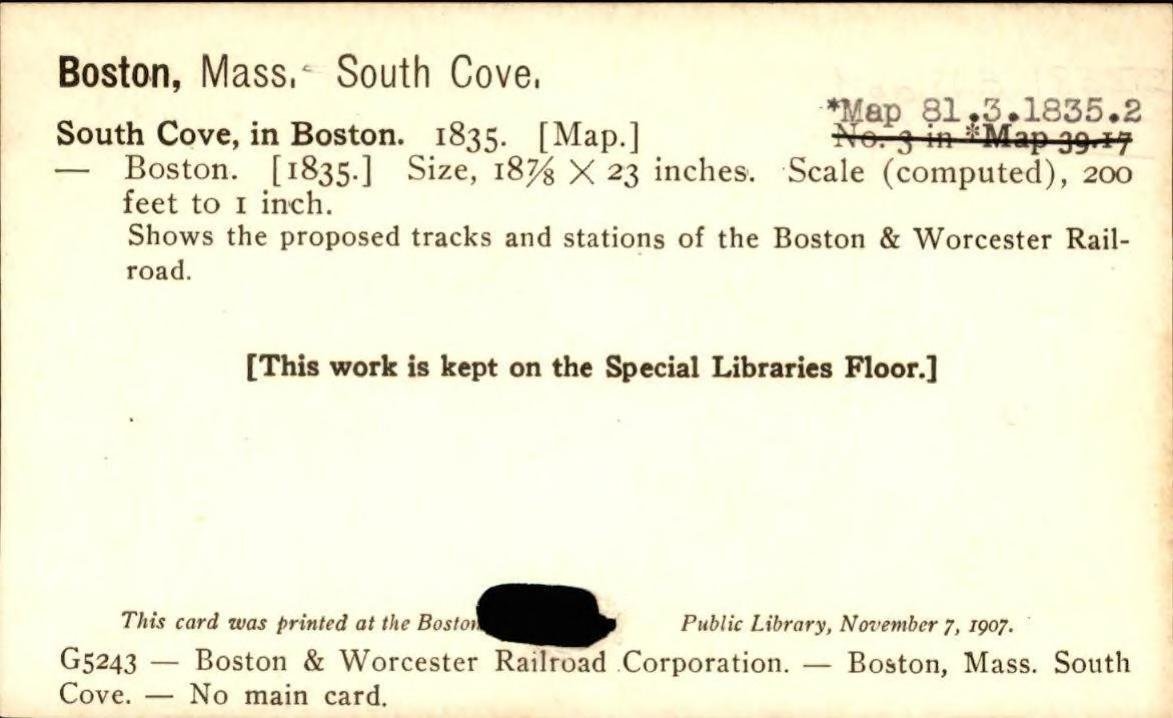 Boston, Mass. South Cove.
*Map 81.3.1835.2
South Cove, in Boston. 1835. [Map.]
No. 3 in *Map 39.17
— Boston. [1835.] Size, 18⅞ × 23 inches. Scale (computed), 200
feet to 1 inch.
Shows the proposed tracks and stations of the Boston & Worcester Rail-
road.
[This work is kept on the Special Libraries Floor.]
This card was printed at the Boston Public Library, November 7, 1907.
G5243 — Boston & Worcester Railroad Corporation. — Boston, Mass. South
Cove. — No main card.